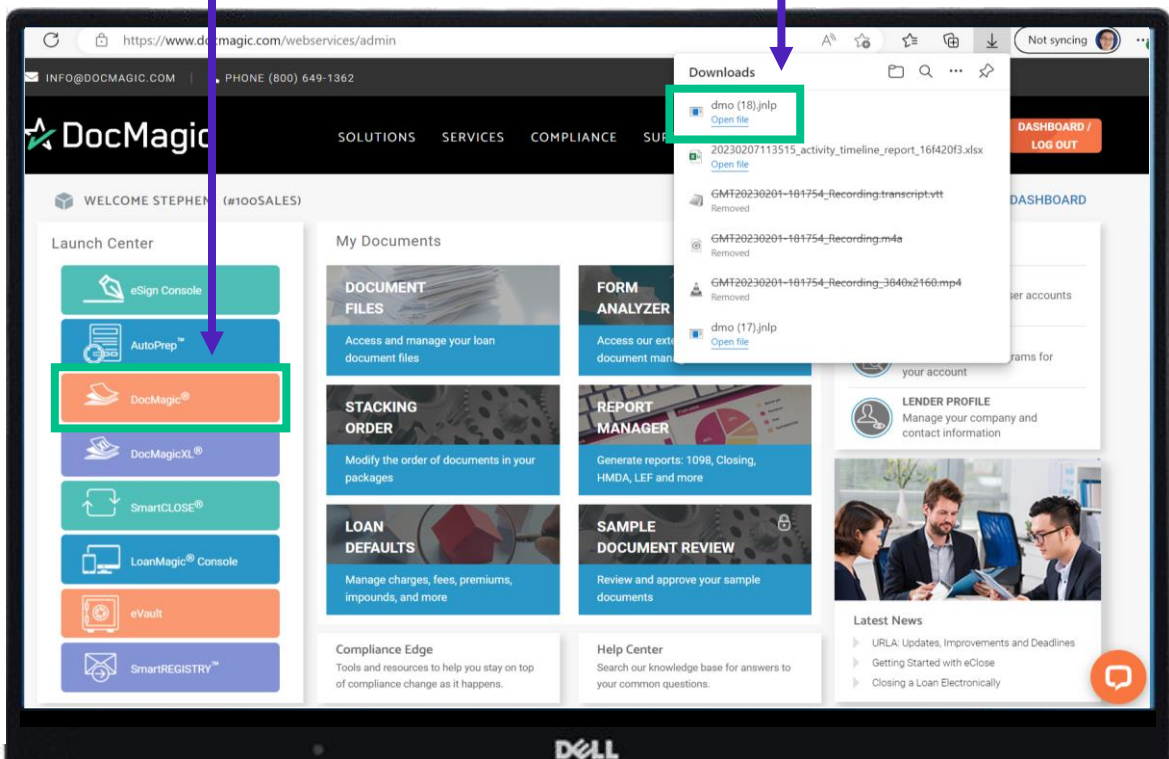 https://www.docmagic.com/webservices/admin
Not syncing
INFO@DOCMAGIC.COM
PHONE (800) 649-1362
DocMagic
SOLUTIONS SERVICES COMPLIANCE
DASHBOARD /
LOG OUT
Downloads
dmo (18).jnlp
Open file
20230207113515_activity_timeline_report_16f420f3.xlsx
Open file
GMT20230201-181754_Recording.transcript.vtt
Removed
GMT20230201-181754_Recording.m4a
Removed
GMT20230201-181754_Recording_3840x2160.mp4
Removed
dmo (17).jnlp
Open file
WELCOME STEPHEN (#100SALES)
DASHBOARD
Launch Center
eSign Console
AutoPrep™
DocMagic®
DocMagicXL®
SmartCLOSE®
LoanMagic® Console
eVault
SmartREGISTRY™
My Documents
DOCUMENT
FILES
Access and manage your loan
document files
FORM
ANALYZER
Access our
document
STACKING
ORDER
Modify the order of documents in your
packages
REPORT
MANAGER
Generate reports: 1098, Closing,
HMDA, LEF and more
LOAN
DEFAULTS
Manage charges, fees, premiums,
impounds, and more
SAMPLE
DOCUMENT REVIEW
Review and approve your sample
documents
Compliance Edge
Tools and resources to help you stay on top
of compliance change as it happens.
Help Center
Search our knowledge base for answers to
your common questions.
accounts
for
your account
LENDER PROFILE
Manage your company and
contact information
Latest News
URLA: Updates, Improvements and Deadlines
Getting Started with eClose
Closing a Loan Electronically
DELL